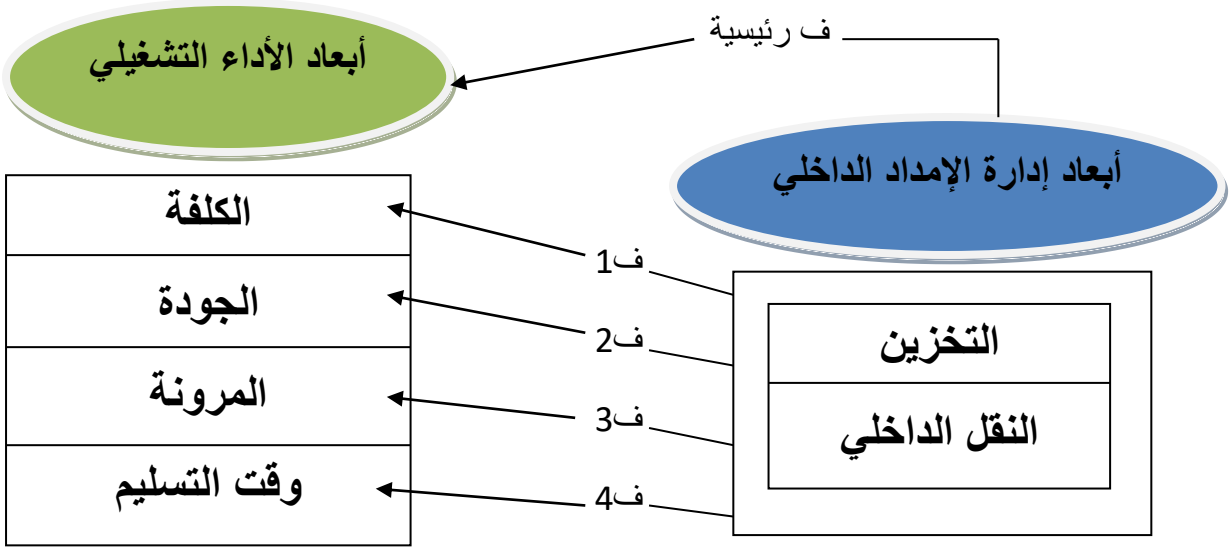 ف رئيسية
أبعاد إدارة الإمداد الداخلي
التخزين
النقل الداخلي
ف1
ف2
ف3
ف4
أبعاد الأداء التشغيلي
الكلفة
الجودة
المرونة
وقت التسليم